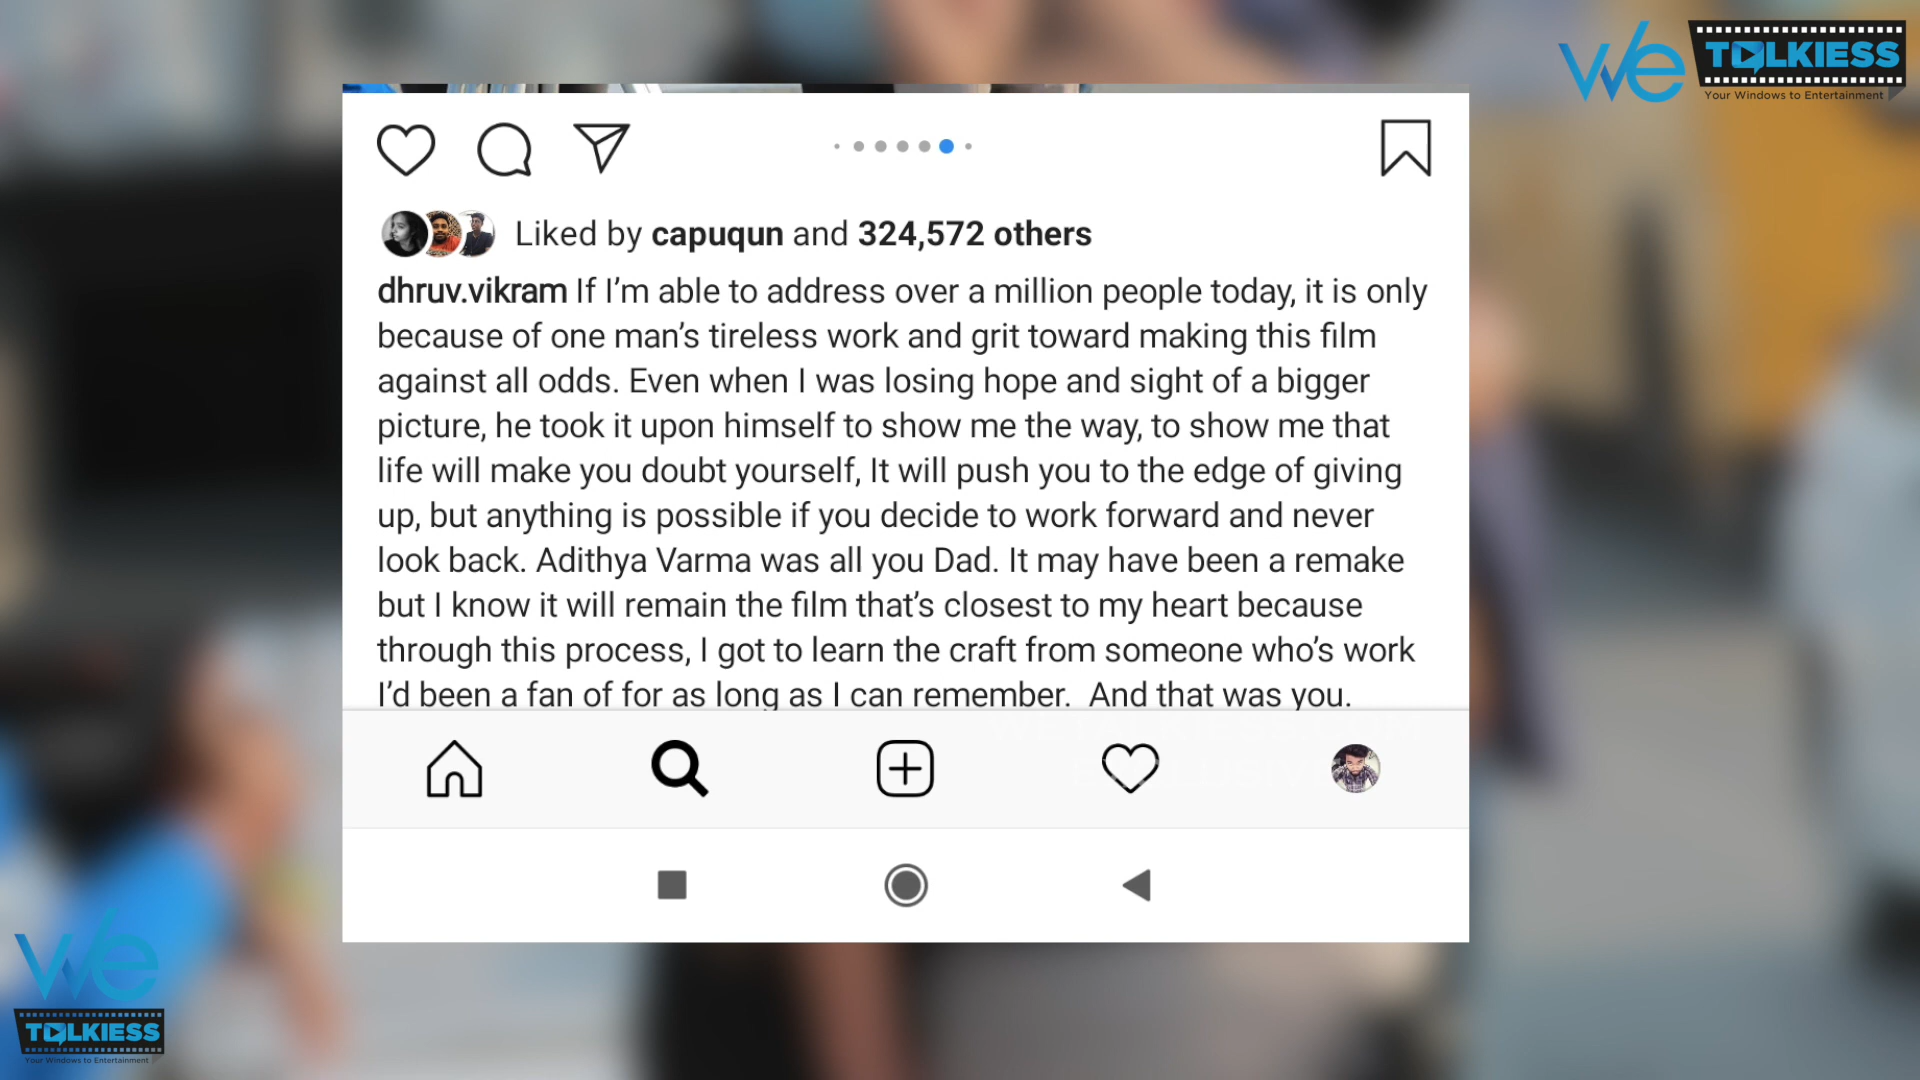 We
TALKIESS
Your Windows to Entertainment
Liked by capuqun and 324,572 others
dhruv.vikram If I’m able to address over a million people today, it is only
because of one man’s tireless work and grit toward making this film
against all odds. Even when I was losing hope and sight of a bigger
picture, he took it upon himself to show me the way, to show me that
life will make you doubt yourself, It will push you to the edge of giving
up, but anything is possible if you decide to work forward and never
look back. Adithya Varma was all you Dad. It may have been a remake
but I know it will remain the film that’s closest to my heart because
through this process, I got to learn the craft from someone who’s work
I’d been a fan of for as long as I can remember.  And that was you.
We
TALKIESS
Your Windows to Entertainment